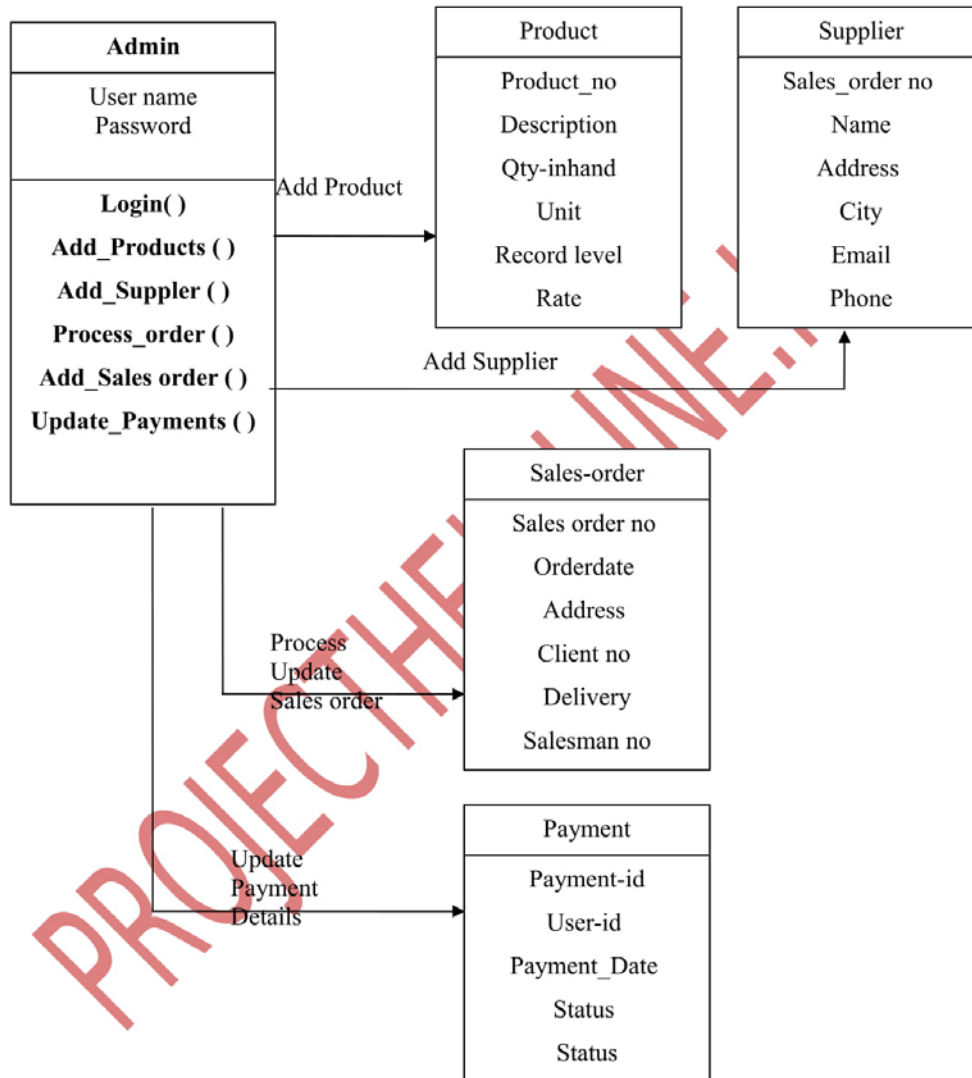 Admin
User name
Password
Login( )
Add_Products ( )
Add_Suppler ( )
Process_order ( )
Add_Sales order ( )
Update_Payments ( )
Add Product
Product
Product_no
Description
Qty-inhand
Unit
Record level
Rate
Supplier
Sales_order no
Name
Address
City
Email
Phone
Add Supplier
Sales-order
Sales order no
Orderdate
Address
Client no
Delivery
Salesman no
Process
Update
Sales order
Payment
Payment-id
User-id
Payment_Date
Status
Status
Update
Payment
Details